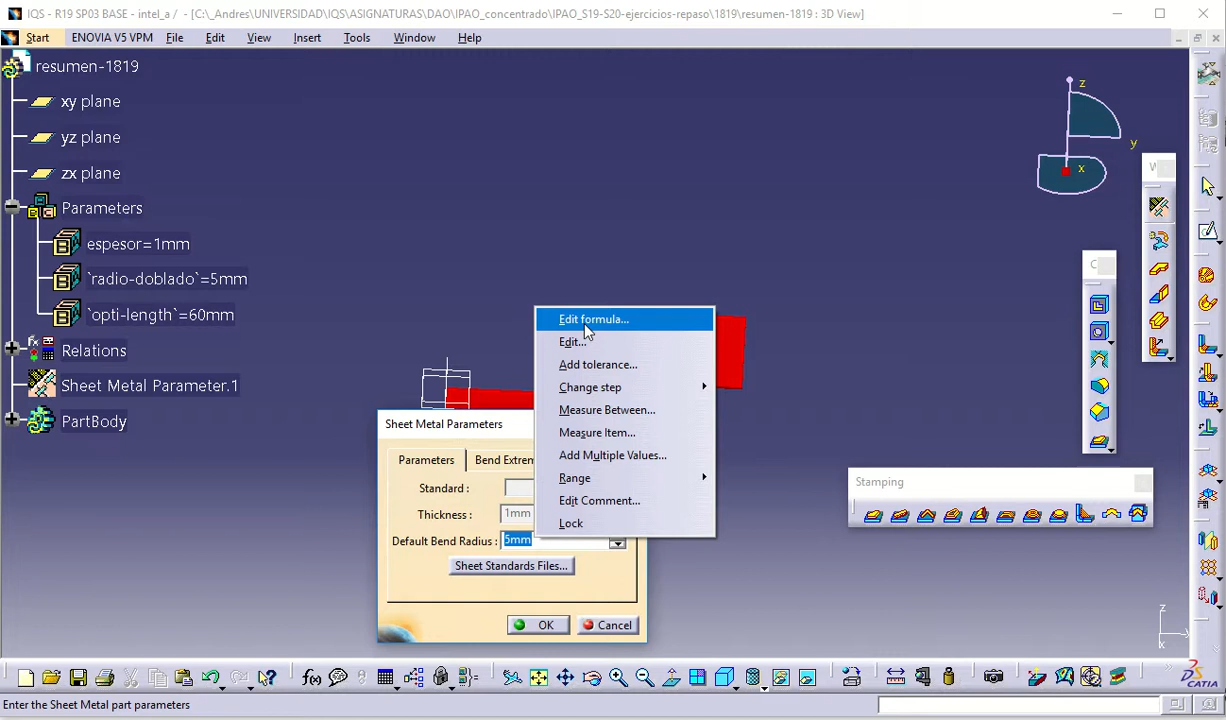 IQS - R19 SP03 BASE - intel_a / - [C:\_Andres\UNIVERSIDAD\IQS\ASIGNATURAS\DAO\IPAO_concentrado\IPAO_S19-S20-ejercicios-repaso\1819\resumen-1819 : 3D View]
Start ENOVIA V5 VPM File Edit View Insert Tools Window Help
resumen-1819
xy plane
yz plane
zx plane
Parameters
espesor=1mm
`radio-doblado`=5mm
`opti-length`=60mm
Relations
Sheet Metal Parameter.1
PartBody
z
y
x
W
C
Edit formula...
Edit...
Add tolerance...
Change step
Measure Between...
Measure Item...
Add Multiple Values...
Range
Edit Comment...
Lock
Sheet Metal Parameters
Parameters Bend Extrem
Standard :
Thickness : 1mm
Default Bend Radius : 5mm
Sheet Standards Files...
OK Cancel
Stamping
z
x
f(x)
CATIA
Enter the Sheet Metal part parameters